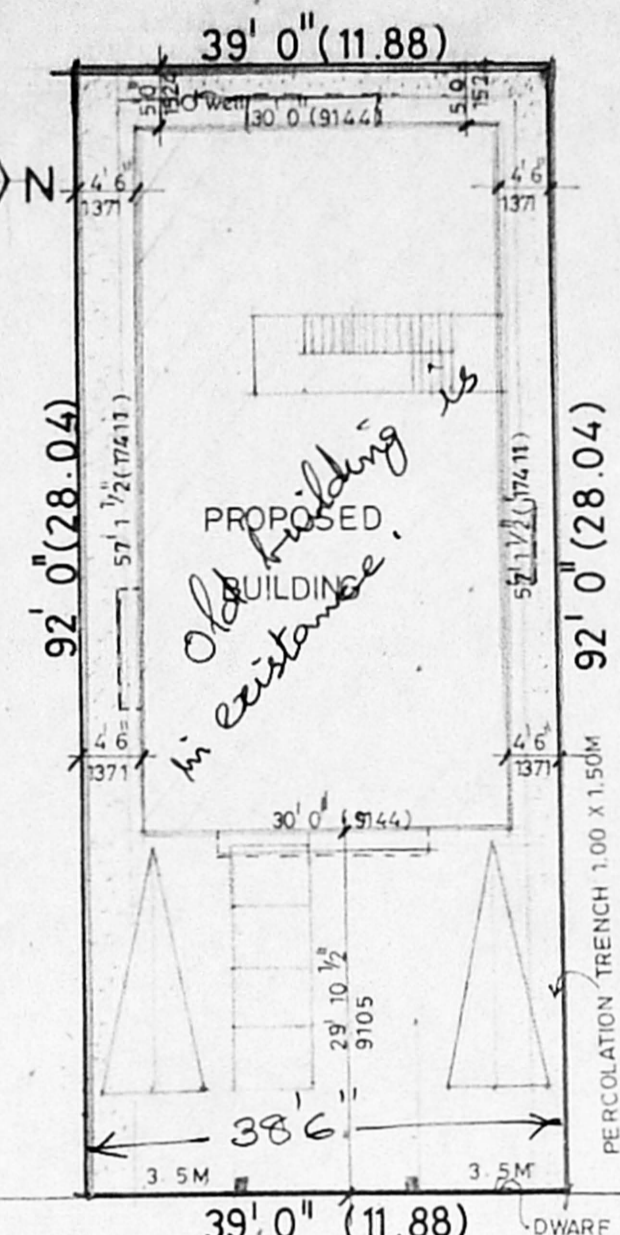 39' 0" (11.88)
5' 0"
1524
O Well
30' 0" (9144)
5' 0"
1524
N
4' 6"
1371
4' 6"
1371
92' 0" (28.04)
57' 1 1/2 (17411)
PROPOSED
BUILDING
Old building is
in existance.
57' 1 1/2 (17411)
92' 0" (28.04)
4' 6"
1371
4' 6"
1371
30' 0" (9144)
29' 10 1/2"
9105
PERCOLATION TRENCH 1.00 X 1.50M
38'6"
3.5M
3.5M
39' 0" (11.88)
DWARF